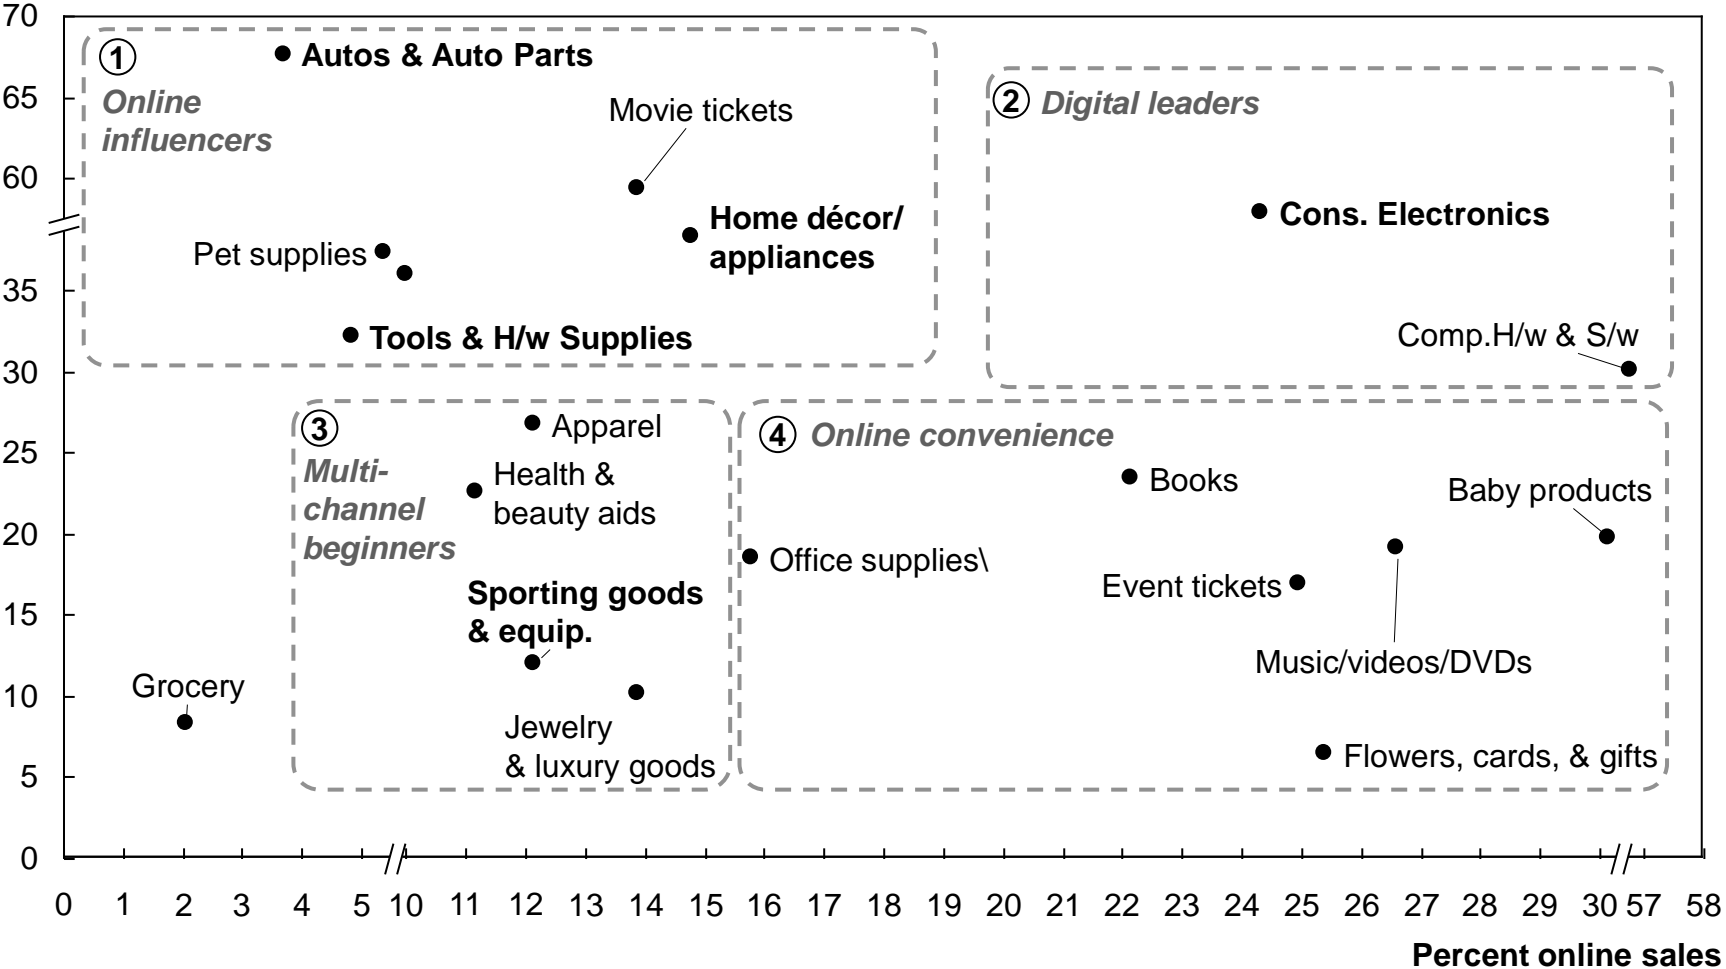 70
1
Autos & Auto Parts
Online
influencers
65
Movie tickets
2 Digital leaders
60
Home décor/
appliances
Cons. Electronics
Pet supplies
35
Tools & H/w Supplies
Comp.H/w & S/w
30
3
Apparel
4 Online convenience
25
Multi-
channel
beginners
Health &
beauty aids
Books
Baby products
20
Office supplies\
Event tickets
15
Sporting goods
& equip.
Music/videos/DVDs
10
Grocery
Jewelry
& luxury goods
Flowers, cards, & gifts
5
0
0 1 2 3 4 5 10 11 12 13 14 15 16 17 18 19 20 21 22 23 24 25 26 27 28 29 30 57 58
Percent online sales